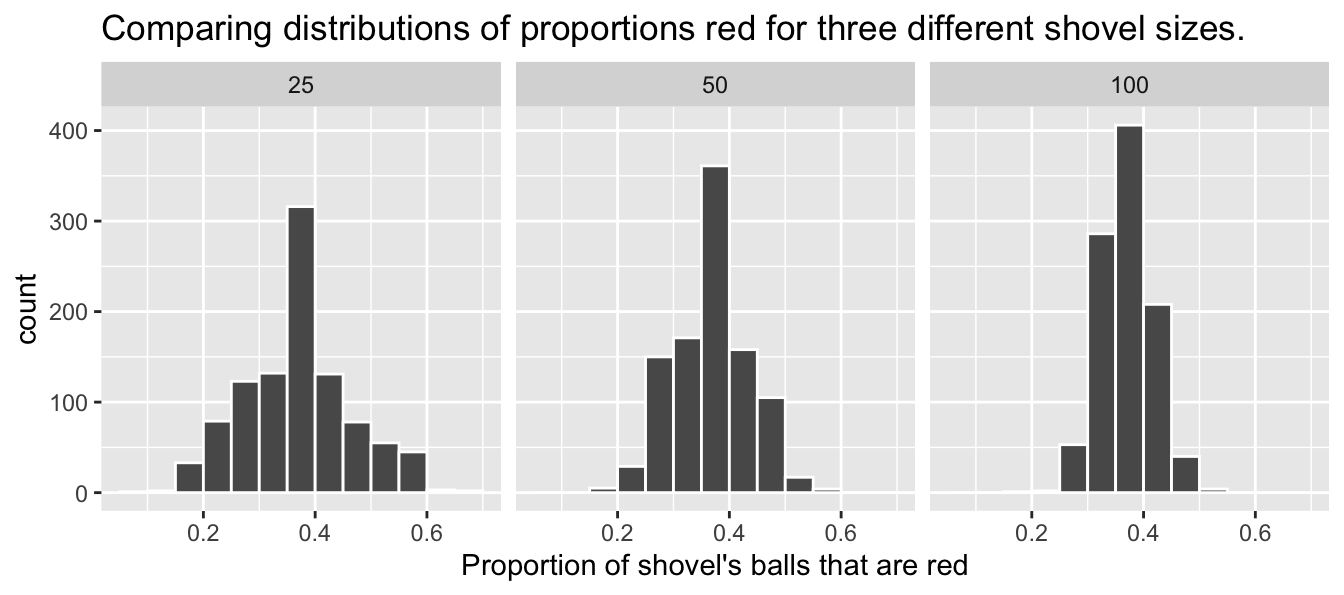 Comparing distributions of proportions red for three different shovel sizes.
25 50 100
400
300
200
100
0
count
0.2 0.4 0.6 0.2 0.4 0.6 0.2 0.4 0.6
Proportion of shovel's balls that are red